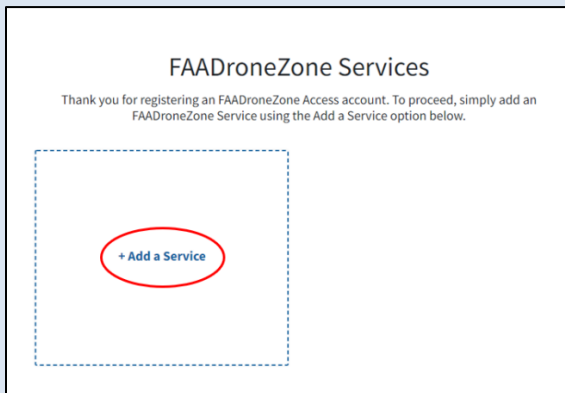 FAADroneZone Services
Thank you for registering an FAADroneZone Access account. To proceed, simply add an
FAADroneZone Service using the Add a Service option below.
+ Add a Service